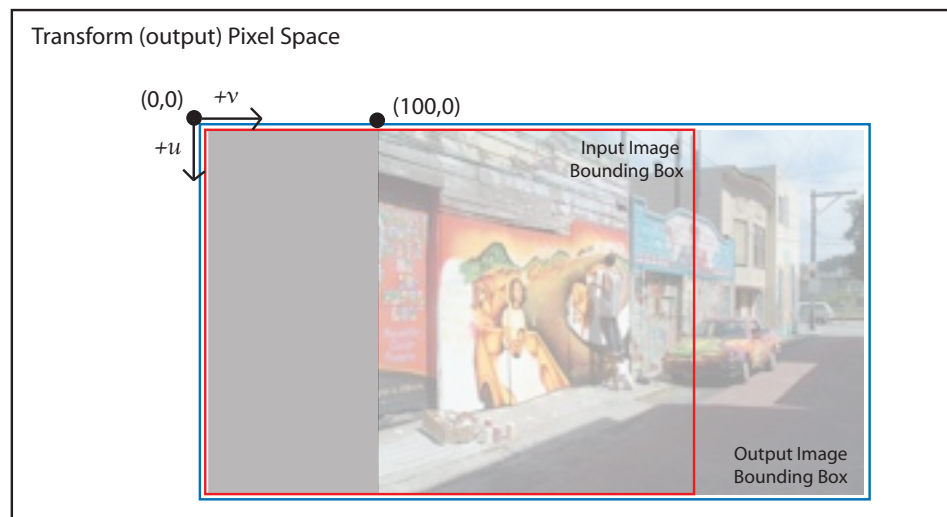 Transform (output) Pixel Space
(0,0)
+v
(100,0)
+u
Input Image
Bounding Box
Output Image
Bounding Box